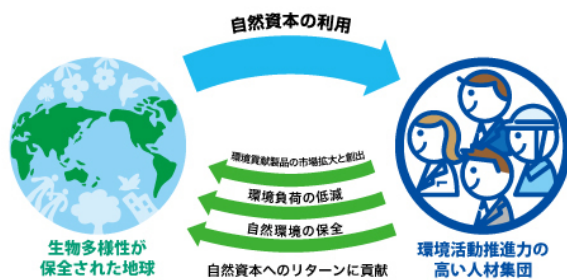 自然資本の利用
環境貢献製品の市場拡大と創出
環境負荷の低減
自然環境の保全
生物多様性が
保全された地球
自然資本へのリターンに貢献
環境活動推進力の
高い人材集団